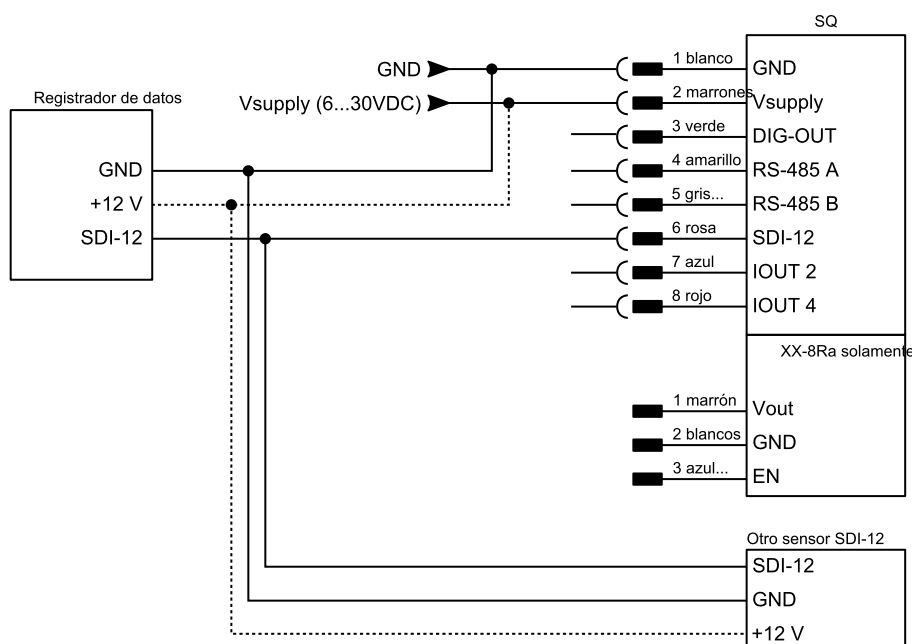 SQ
GND
1 blanco
GND
Vsupply (6...30VDC)
2 marrones
Vsupply
Registrador de datos
3 verde
DIG-OUT
GND
4 amarillo
RS-485 A
+12 V
5 gris...
RS-485 B
SDI-12
6 rosa
SDI-12
7 azul
IOUT 2
8 rojo
IOUT 4
XX-8Ra solamente
1 marrón
Vout
2 blancos
GND
3 azul...
EN
Otro sensor SDI-12
SDI-12
GND
+12 V